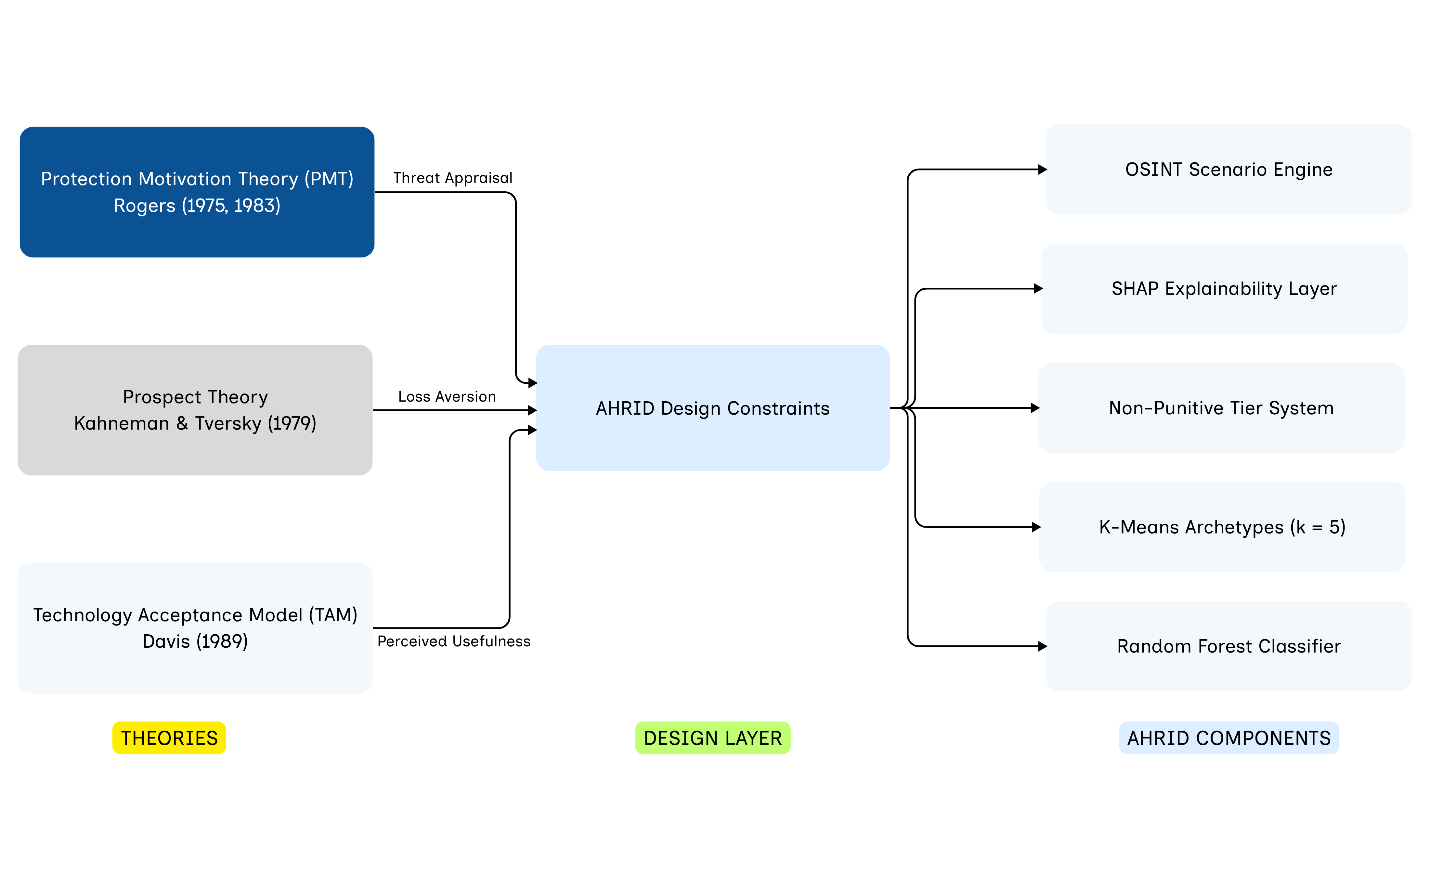 Protection Motivation Theory (PMT)
Rogers (1975, 1983)
Threat Appraisal
Prospect Theory
Kahneman & Tversky (1979)
Loss Aversion
Technology Acceptance Model (TAM)
Davis (1989)
Perceived Usefulness
THEORIES
AHRID Design Constraints
DESIGN LAYER
OSINT Scenario Engine
SHAP Explainability Layer
Non-Punitive Tier System
K-Means Archetypes (k = 5)
Random Forest Classifier
AHRID COMPONENTS